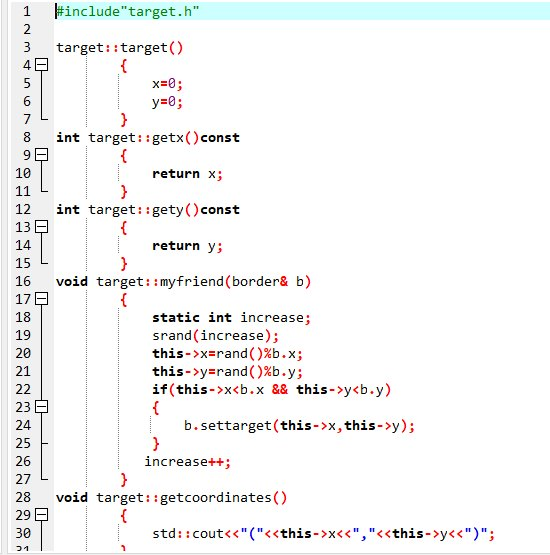 1 #include"target.h"
2
3 target::target()
4 {
5 x=0;
6 y=0;
7 }
8 int target::getx()const
9 {
10 return x;
11 }
12 int target::gety()const
13 {
14 return y;
15 }
16 void target::myfriend(border& b)
17 {
18 static int increase;
19 srand(increase);
20 this->x=rand()%b.x;
21 this->y=rand()%b.y;
22 if(this->x<b.x && this->y<b.y)
23 {
24 b.settarget(this->x,this->y);
25 }
26 increase++;
27 }
28 void target::getcoordinates()
29 {
30 std::cout<<"("<<this->x<<","<<this->y<<")";
31 }